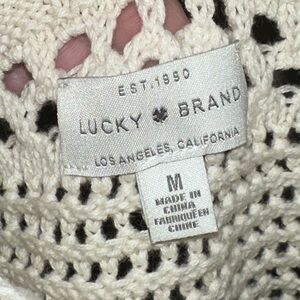 EST. 1990
LUCKY BRAND
LOS ANGELES, CALIFORNIA
M
MADE IN
CHINA
FABRIQUÉ EN
CHINE